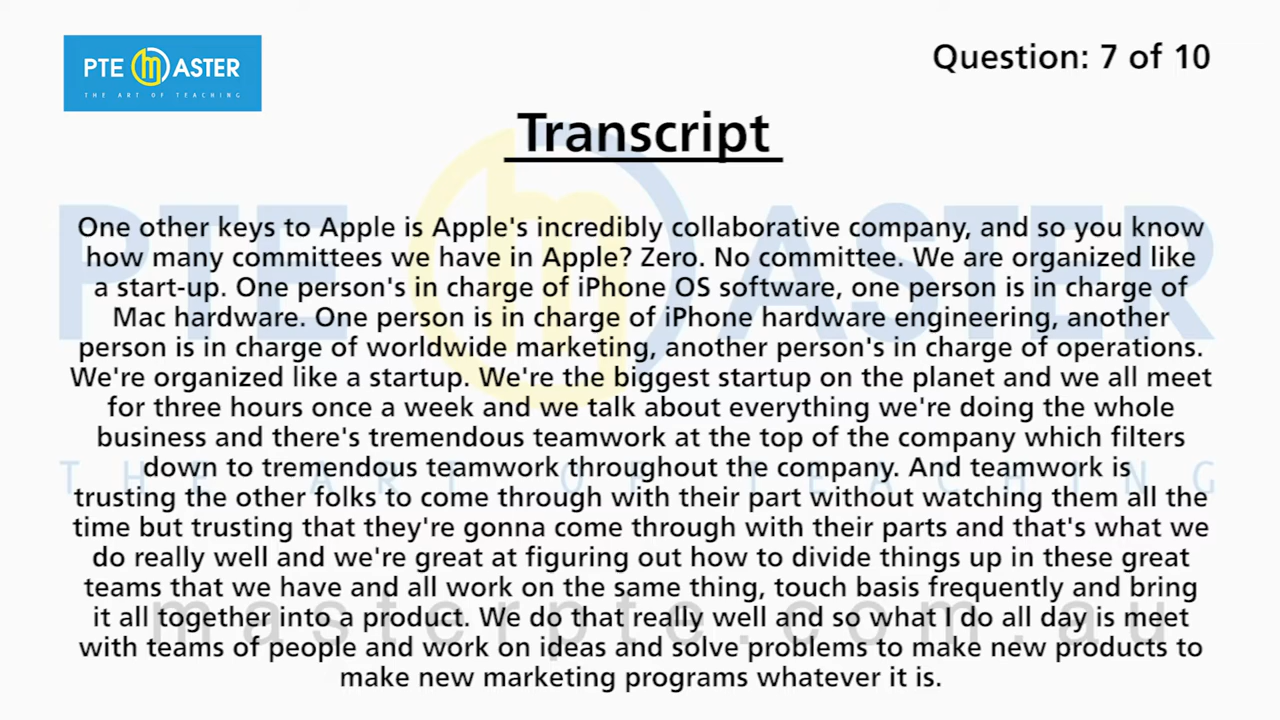 PTE MASTER
THE ART OF TEACHING
Question: 7 of 10
Transcript
One other keys to Apple is Apple's incredibly collaborative company, and so you know
how many committees we have in Apple? Zero. No committee. We are organized like
a start-up. One person's in charge of iPhone OS software, one person is in charge of
Mac hardware. One person is in charge of iPhone hardware engineering, another
person is in charge of worldwide marketing, another person's in charge of operations.
We're organized like a startup. We're the biggest startup on the planet and we all meet
for three hours once a week and we talk about everything we're doing the whole
business and there's tremendous teamwork at the top of the company which filters
down to tremendous teamwork throughout the company. And teamwork is
trusting the other folks to come through with their part without watching them all the
time but trusting that they're gonna come through with their parts and that's what we
do really well and we're great at figuring out how to divide things up in these great
teams that we have and all work on the same thing, touch basis frequently and bring
it all together into a product. We do that really well and so what I do all day is meet
with teams of people and work on ideas and solve problems to make new products to
make new marketing programs whatever it is.
PTE MASTER
THE ART OF TEACHING
masterpte.com.au